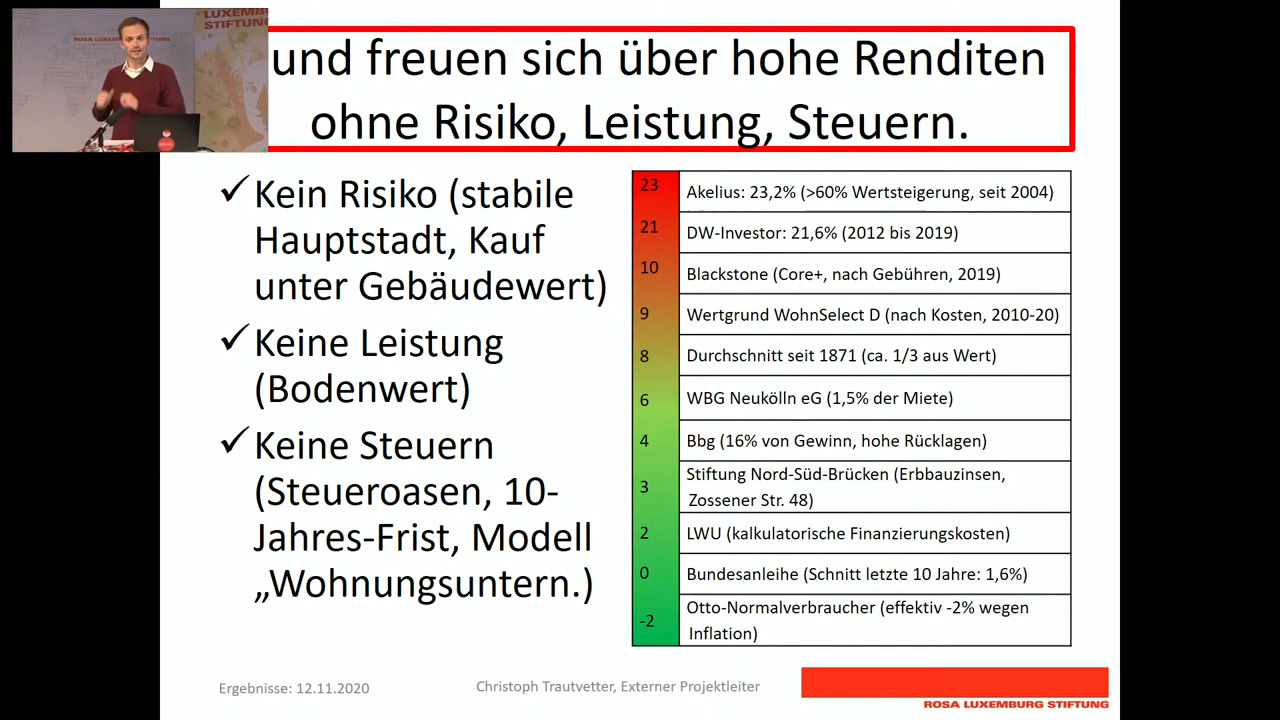 LUXEMBURG
STIFTUNG
ROSA LUXEMBURG STIFTUNG
und freuen sich über hohe Renditen
ohne Risiko, Leistung, Steuern.
✓ Kein Risiko (stabile
Hauptstadt, Kauf
unter Gebäudewert)
✓ Keine Leistung
(Bodenwert)
✓ Keine Steuern
(Steueroasen, 10-
Jahres-Frist, Modell
„Wohnungsuntern.)
23 Akelius: 23,2% (>60% Wertsteigerung, seit 2004)
21 DW-Investor: 21,6% (2012 bis 2019)
10 Blackstone (Core+, nach Gebühren, 2019)
9 Wertgrund WohnSelect D (nach Kosten, 2010-20)
8 Durchschnitt seit 1871 (ca. 1/3 aus Wert)
6 WBG Neukölln eG (1,5% der Miete)
4 Bbg (16% von Gewinn, hohe Rücklagen)
3 Stiftung Nord-Süd-Brücken (Erbbauzinsen,
Zossener Str. 48)
2 LWU (kalkulatorische Finanzierungskosten)
0 Bundesanleihe (Schnitt letzte 10 Jahre: 1,6%)
-2 Otto-Normalverbraucher (effektiv -2% wegen
Inflation)
Ergebnisse: 12.11.2020
Christoph Trautvetter, Externer Projektleiter
ROSA LUXEMBURG STIFTUNG